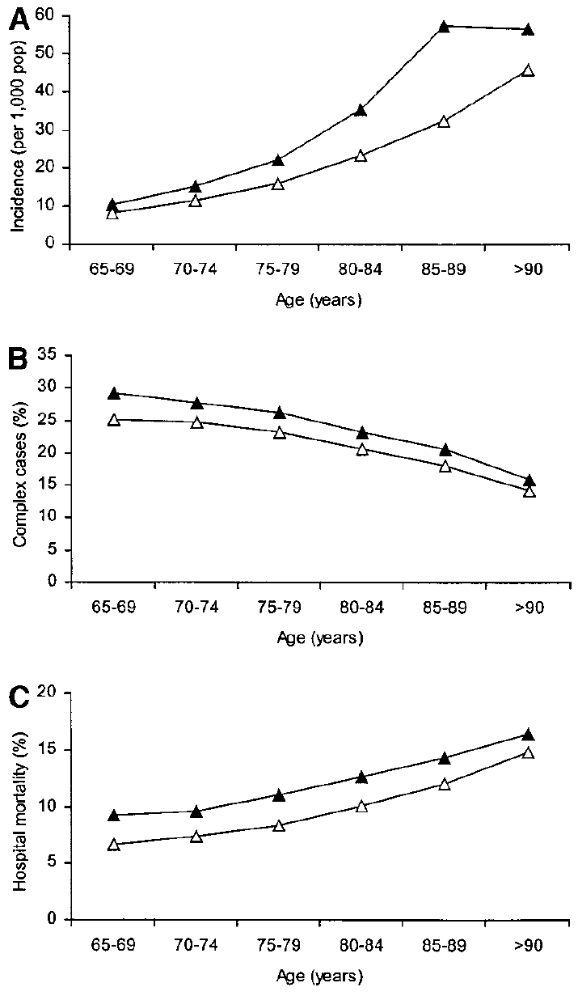 A
Incidence (per 1,000 pop)
60
50
40
30
20
10
0
65-69 70-74 75-79 80-84 85-89 >90
Age (years)
B
Complex cases (%)
35
30
25
20
15
10
5
0
65-69 70-74 75-79 80-84 85-89 >90
Age (years)
C
Hospital mortality (%)
20
15
10
5
0
65-69 70-74 75-79 80-84 85-89 >90
Age (years)